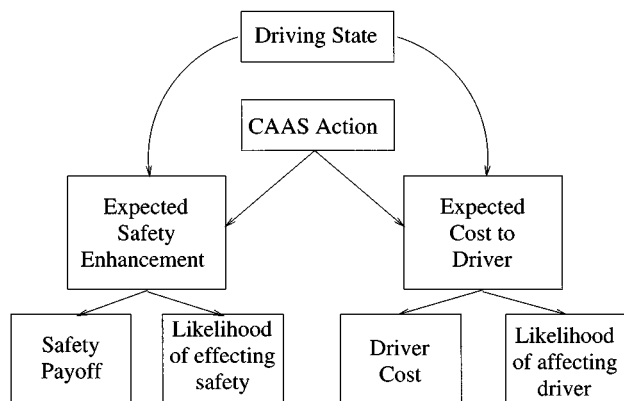 Driving State
CAAS Action
Expected
Safety
Enhancement
Expected
Cost to
Driver
Safety
Payoff
Likelihood
of effecting
safety
Driver
Cost
Likelihood
of affecting
driver